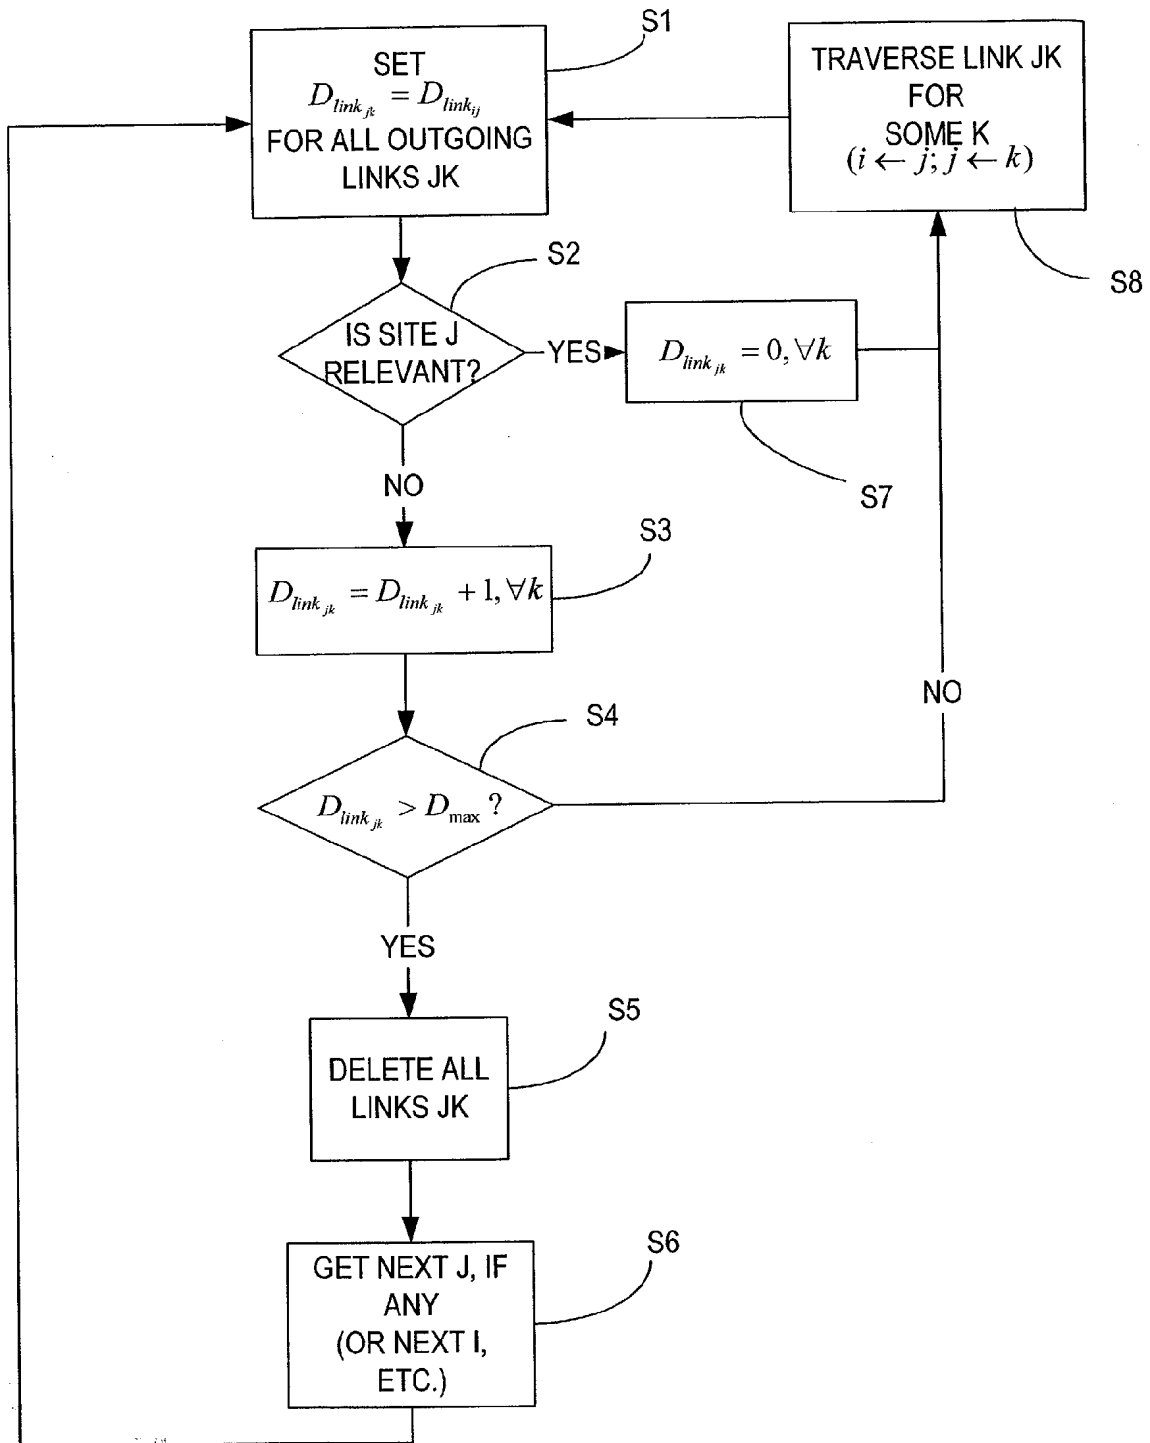 S1
SET
D_{link_{jk}} = D_{link_{ij}}
FOR ALL OUTGOING
LINKS JK
TRAVERSE LINK JK
FOR
SOME K
(i ← j; j ← k)
S8
S2
IS SITE J
RELEVANT?
YES
D_{link_{jk}} = 0, ∀k
S7
NO
S3
D_{link_{jk}} = D_{link_{jk}} + 1, ∀k
NO
S4
D_{link_{jk}} > D_{max} ?
YES
S5
DELETE ALL
LINKS JK
S6
GET NEXT J, IF
ANY
(OR NEXT I,
ETC.)